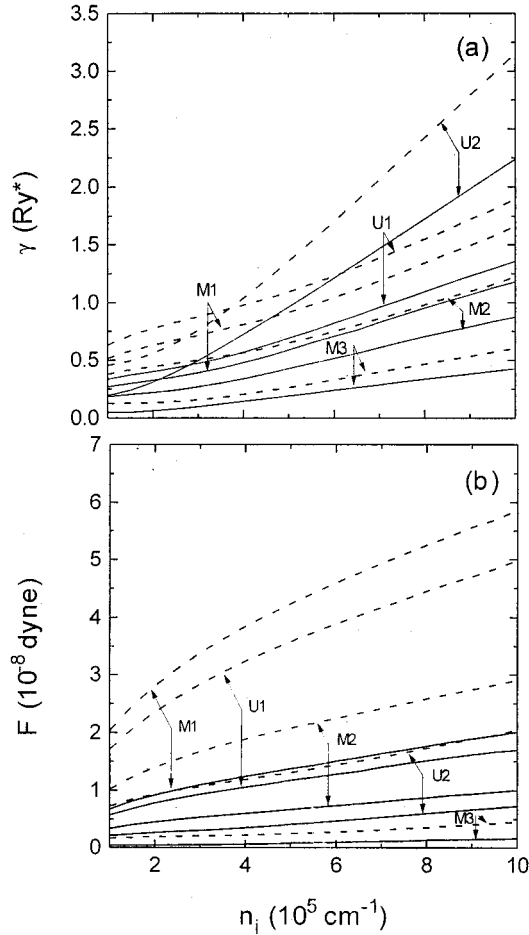 3.5
(a)
3.0
2.5
U2
2.0
γ (Ry*)
U1
1.5
M1
1.0
M2
M3
0.5
0.0
7
(b)
6
5
4
F (10⁻⁸ dyne)
3
M1
U1
M2
2
U2
1
M3
0
2 4 6 8 10
nᵢ (10⁵ cm⁻¹)